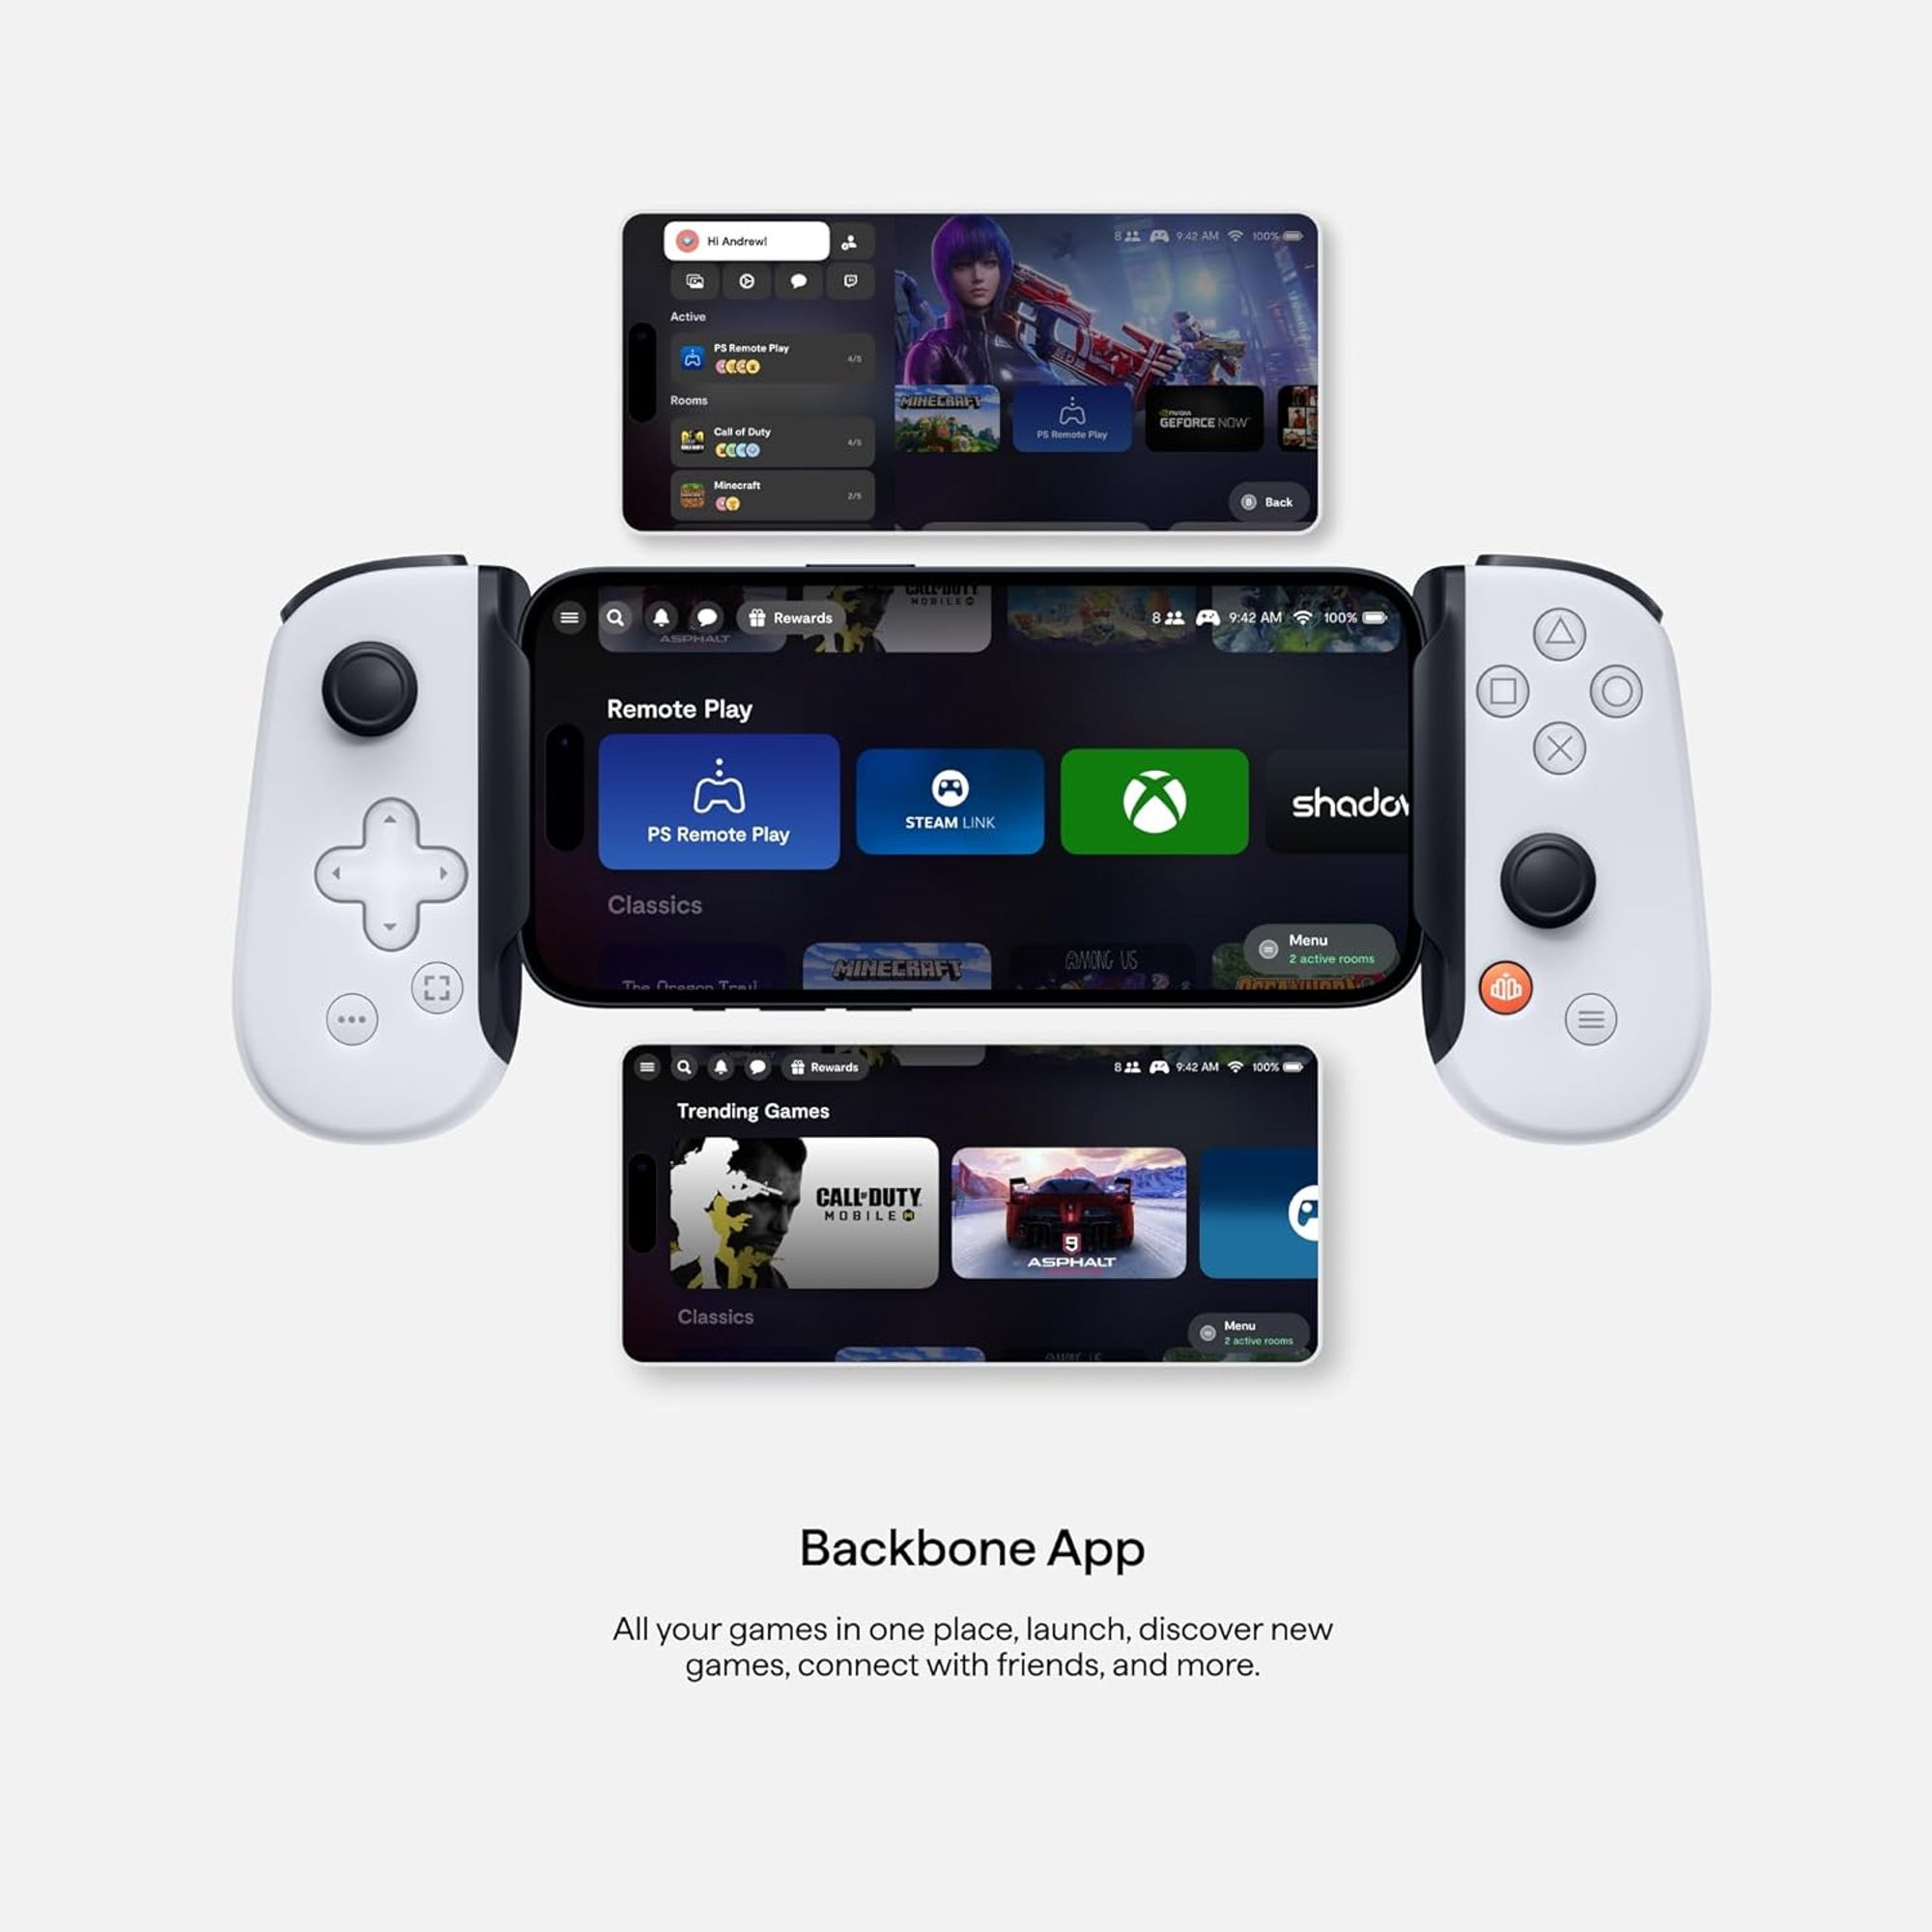 Hi Andrew!
8 9:42 AM 100%
Active
PS Remote Play
4/5
Rooms
Call of Duty
4/5
Minecraft
2/5
MINECRAFT
PS Remote Play
NVIDIA
GEFORCE NOW
B Back
Rewards
8 9:42 AM 100%
ASPHALT
CALL OF DUTY
MOBILE
Remote Play
PS Remote Play
STEAM LINK
shadow
Classics
Menu
2 active rooms
The Oregon Trail
MINECRAFT
AMONG US
OCEANHORN
Rewards
8 9:42 AM 100%
Trending Games
CALL OF DUTY
MOBILE
9
ASPHALT
Classics
Menu
2 active rooms
AMONG US
Backbone App
All your games in one place, launch, discover new
games, connect with friends, and more.